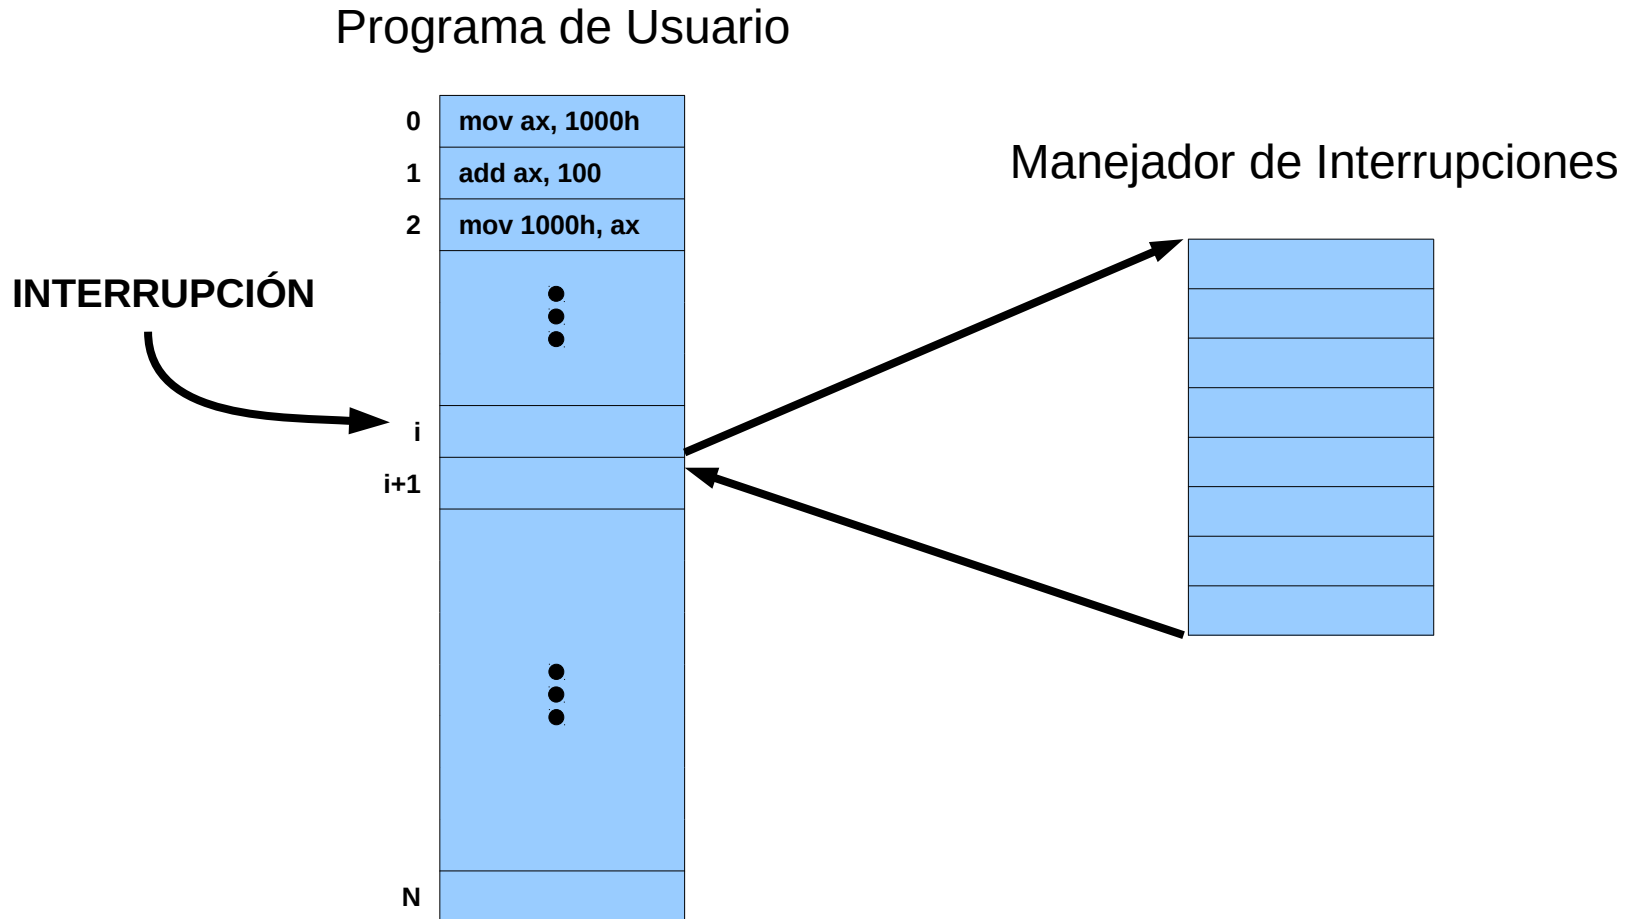 Programa de Usuario
0 mov ax, 1000h
1 add ax, 100
2 mov 1000h, ax
Manejador de Interrupciones
INTERRUPCIÓN
i
i+1
N